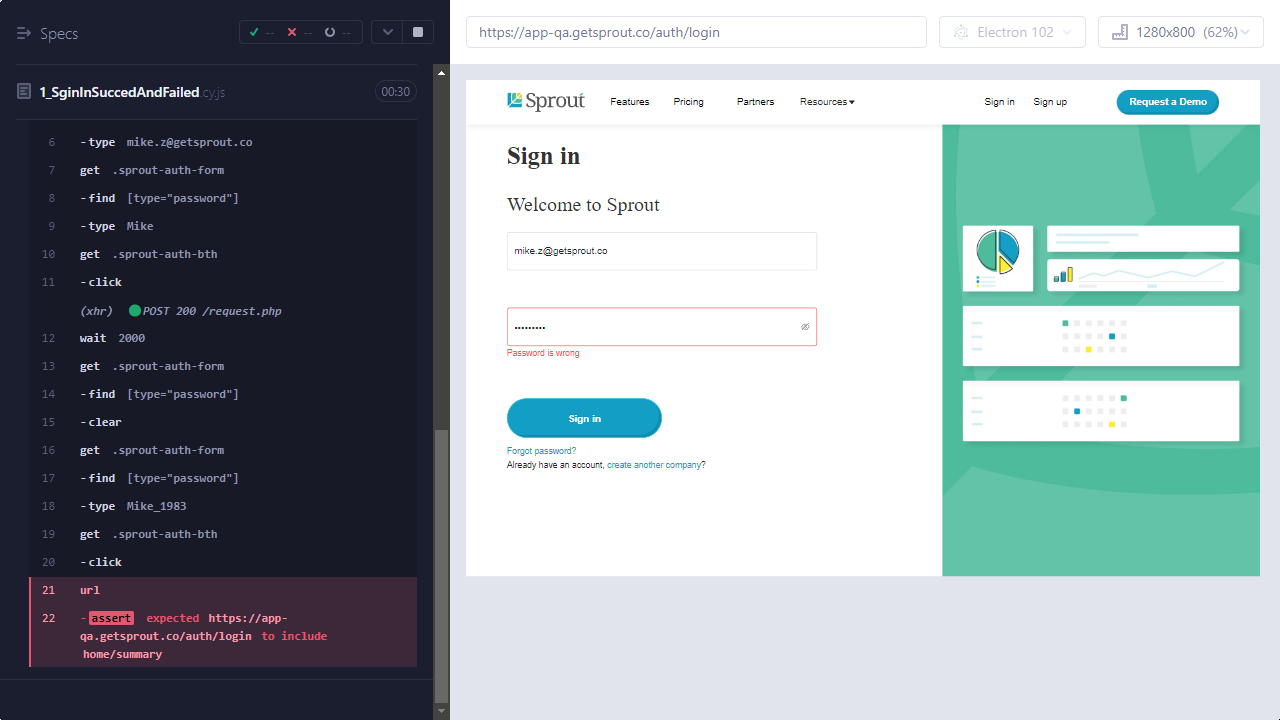 Specs
--
--
--
1_SginInSuccedAndFailed.cy.js
00:30
6 -type mike.z@getsprout.co
7 get .sprout-auth-form
8 -find [type="password"]
9 -type Mike
10 get .sprout-auth-bth
11 -click
(xhr) POST 200 /request.php
12 wait 2000
13 get .sprout-auth-form
14 -find [type="password"]
15 -clear
16 get .sprout-auth-form
17 -find [type="password"]
18 -type Mike_1983
19 get .sprout-auth-bth
20 -click
21 url
22 -assert expected https://app-
qa.getsprout.co/auth/login to include
home/summary
https://app-qa.getsprout.co/auth/login
Electron 102
1280x800 (62%)
Sprout
Features
Pricing
Partners
Resources
Sign in
Sign up
Request a Demo
Sign in
Welcome to Sprout
mike.z@getsprout.co
•••••••••
Password is wrong
Sign in
Forgot password?
Already have an account, create another company?